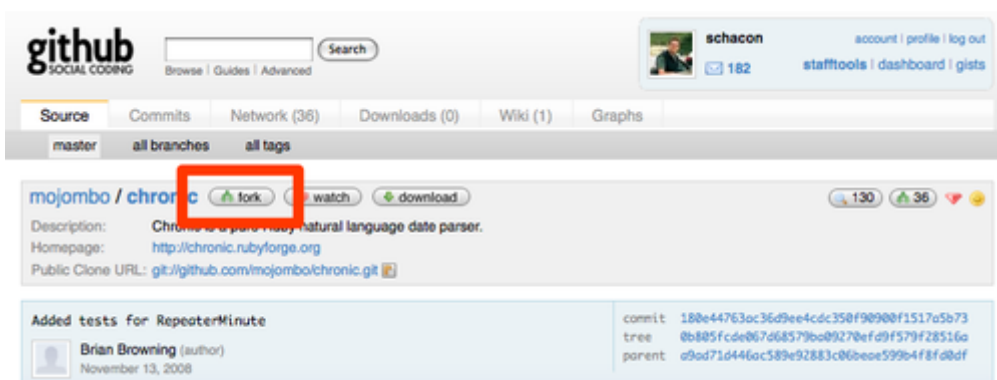 github
SOCIAL CODING
Search
Browse | Guides | Advanced
schacon
account | profile | log out
182
stafftools | dashboard | gists
Source Commits Network (36) Downloads (0) Wiki (1) Graphs
master all branches all tags
mojombo / chronic fork watch download 130 36
Description: Chronic is a pure Ruby natural language date parser.
Homepage: http://chronic.rubyforge.org
Public Clone URL: git://github.com/mojombo/chronic.git
Added tests for RepeaterMinute
Brian Browning (author)
November 13, 2008
commit 180e44763ac36d9ee4cdc350f90900f1517a5b73
tree 0b805fcde067d68579ba09270efd9f579f28516a
parent